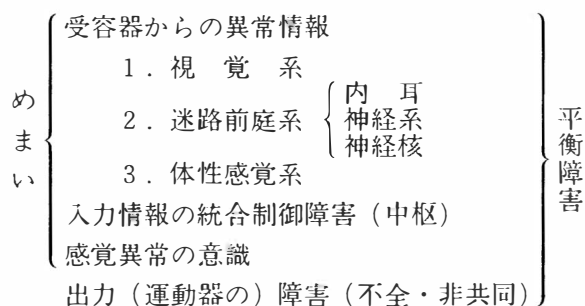 めまい
受容器からの異常情報
1．視　覚　系
2．迷路前庭系
内　耳
神経系
神経核
3．体性感覚系
入力情報の統合制御障害（中枢）
感覚異常の意識
出力（運動器の）障害（不全・非共同）
平衡障害